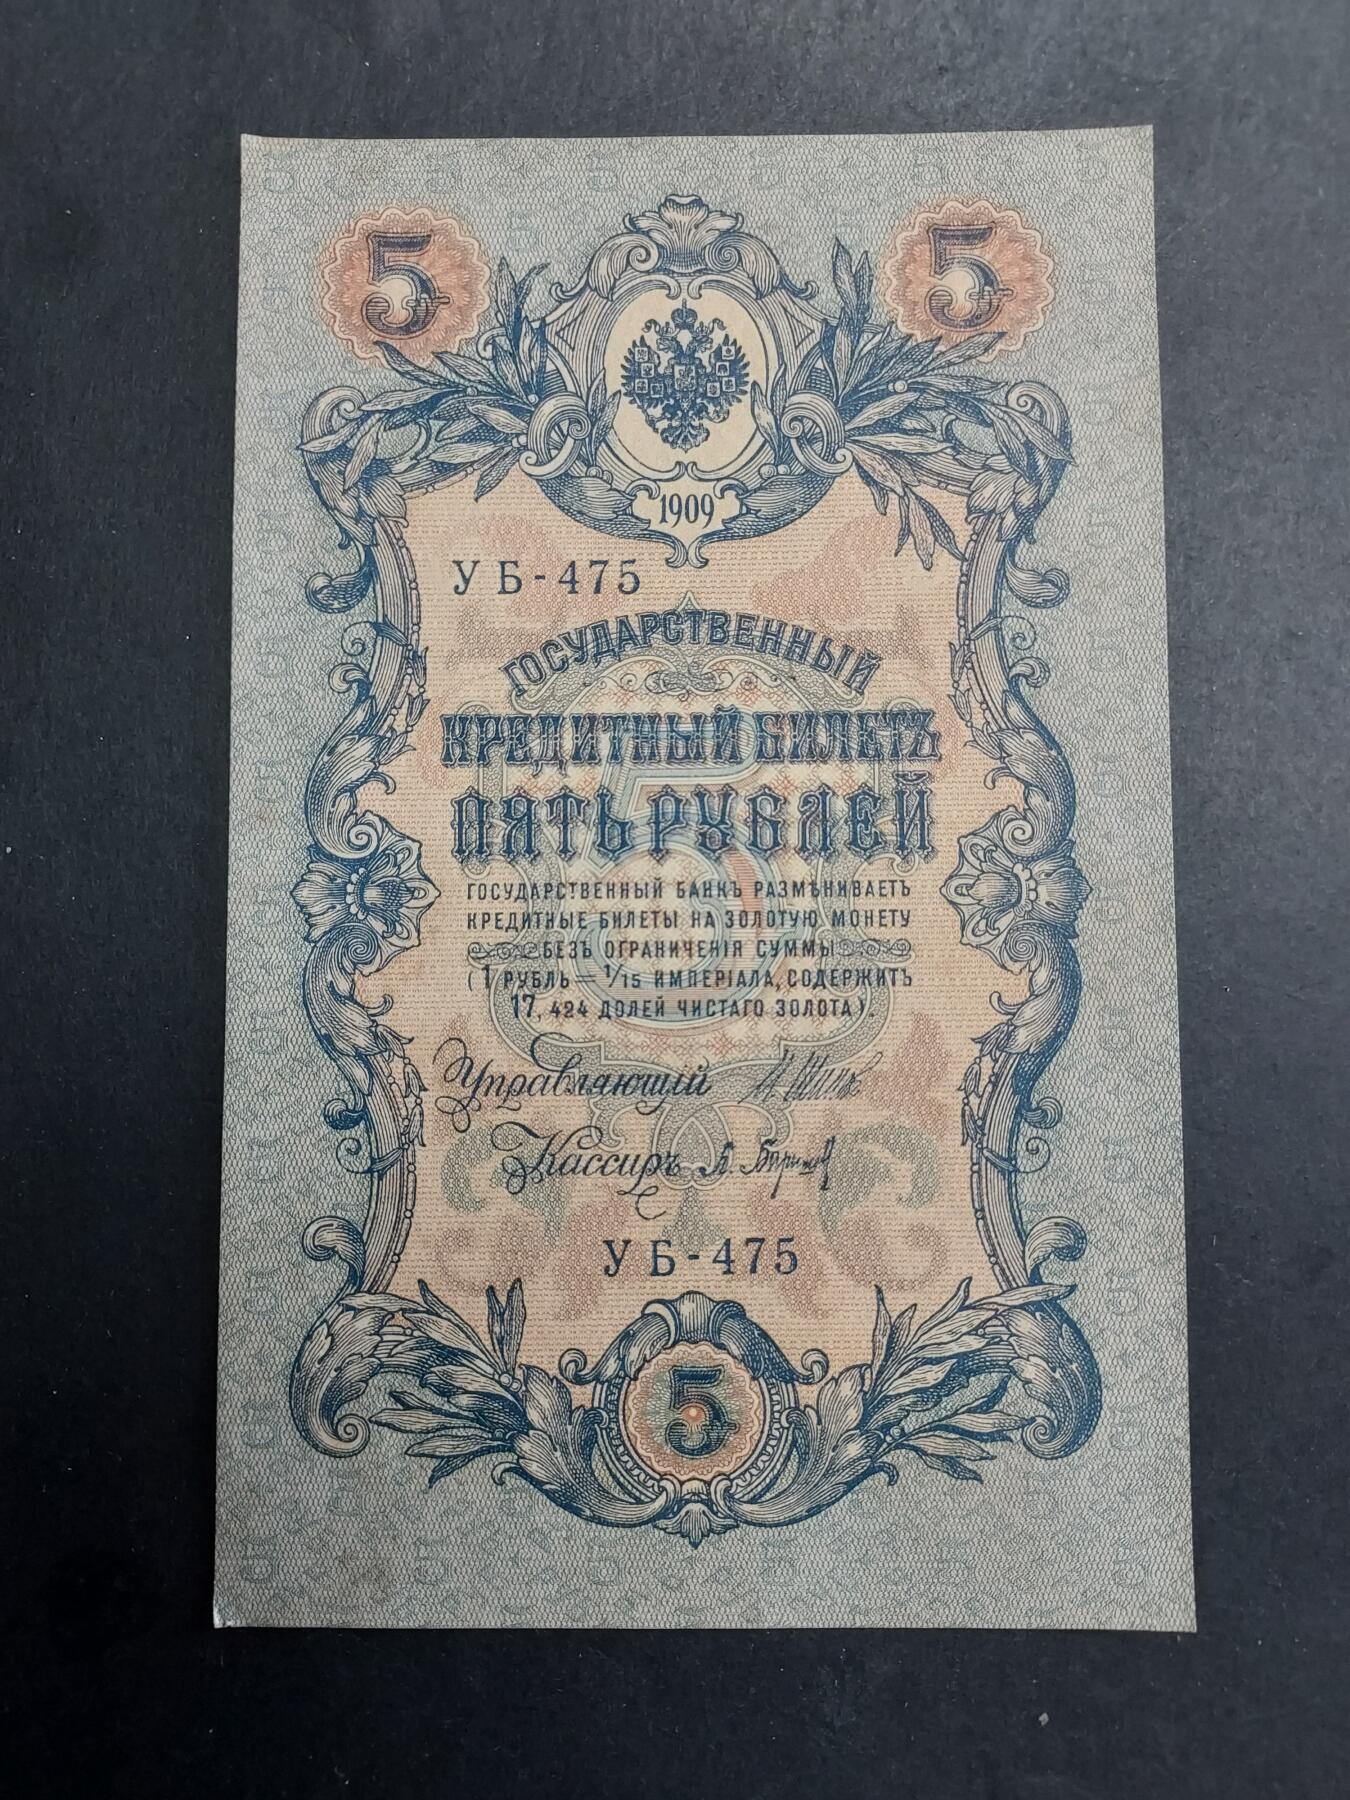 5 5
1909
УБ-475
ГОСУДАРСТВЕННЫЙ
КРЕДИТНЫЙ БИЛЕТЪ
ПЯТЬ РУБЛЕЙ
ГОСУДАРСТВЕННЫЙ БАНКЪ РАЗМѢНИВАЕТЪ
КРЕДИТНЫЕ БИЛЕТЫ НА ЗОЛОТУЮ МОНЕТУ
БЕЗЪ ОГРАНИЧЕНІЯ СУММЫ
(1 РУБЛЬ = 1/15 ИМПЕРІАЛА, СОДЕРЖИТЪ
17,424 ДОЛЕЙ ЧИСТАГО ЗОЛОТА).
Управляющій
Кассиръ
УБ-475
5